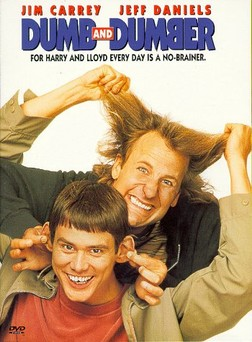 JIM CARREY JEFF DANIELS
DUMB AND DUMBER
FOR HARRY AND LLOYD EVERY DAY IS A NO-BRAINER.
DVD